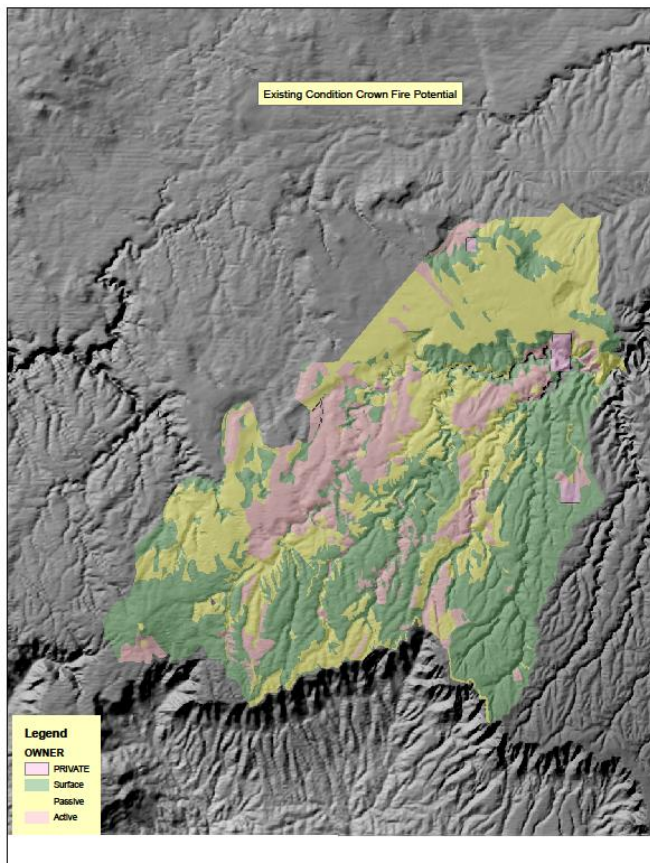 Existing Condition Crown Fire Potential
Legend
OWNER
PRIVATE
Surface
Passive
Active